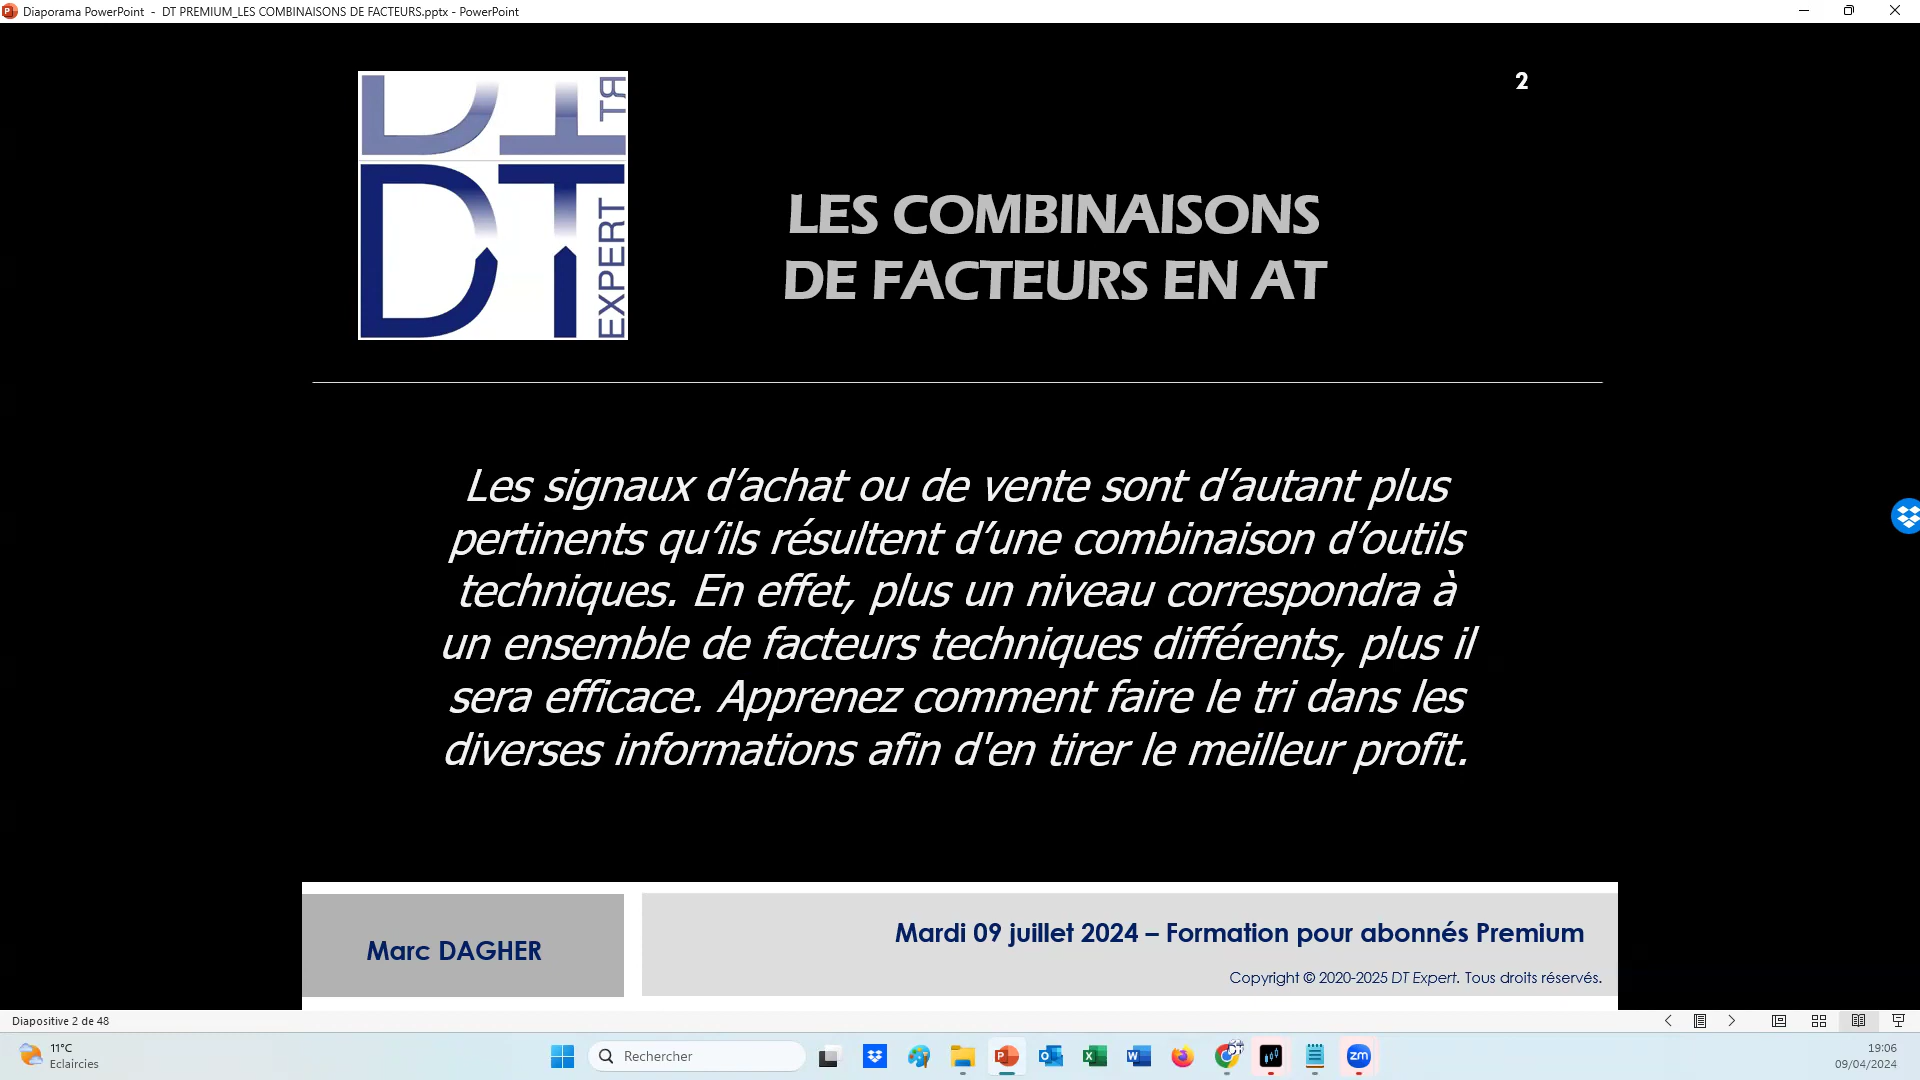 Diaporama PowerPoint - DT PREMIUM_LES COMBINAISONS DE FACTEURS.pptx - PowerPoint
2
DT
EXPERT
LES COMBINAISONS
DE FACTEURS EN AT
Les signaux d’achat ou de vente sont d’autant plus
pertinents qu’ils résultent d’une combinaison d’outils
techniques. En effet, plus un niveau correspondra à
un ensemble de facteurs techniques différents, plus il
sera efficace. Apprenez comment faire le tri dans les
diverses informations afin d'en tirer le meilleur profit.
Marc DAGHER
Mardi 09 juillet 2024 – Formation pour abonnés Premium
Copyright © 2020-2025 DT Expert. Tous droits réservés.
Diapositive 2 de 48
11°C
Eclaircies
Rechercher
zm
19:06
09/04/2024